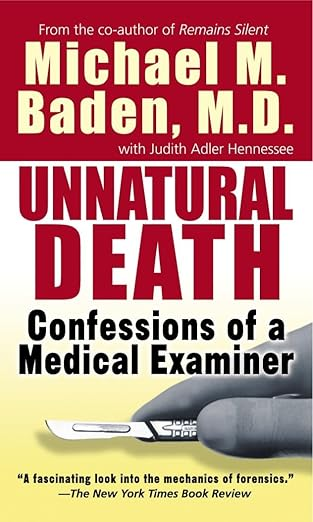 From the co-author of Remains Silent
Michael M.
Baden, M.D.
with Judith Adler Hennessee
UNNATURAL
DEATH
Confessions of a
Medical Examiner
“A fascinating look into the mechanics of forensics.”
—The New York Times Book Review